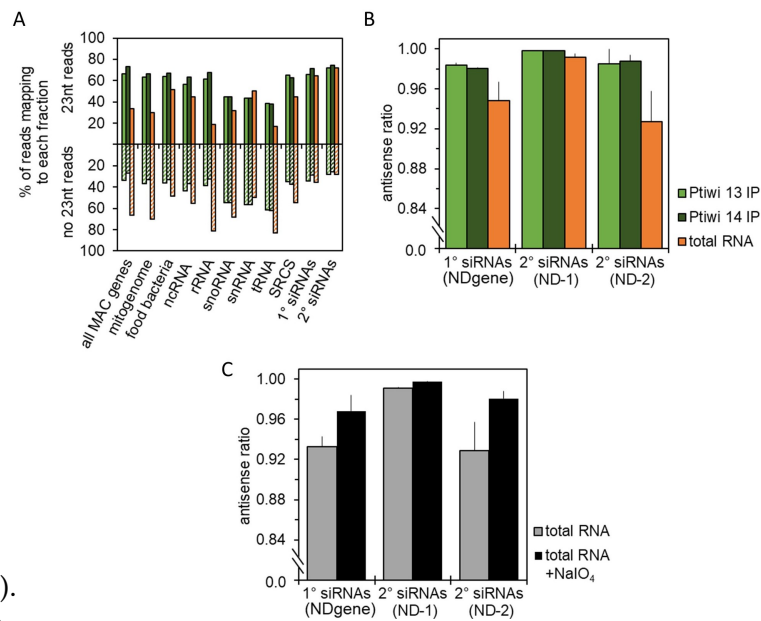 A
% of reads mapping
to each fraction
23nt reads
no 23nt reads
100
80
60
40
20
20
40
60
80
100
all MAC genes
mitogenome
food bacteria
ncRNA
rRNA
snoRNA
snRNA
tRNA
SRCS
1° siRNAs
2° siRNAs
B
antisense ratio
1.00
0.96
0.92
0.88
0.84
0.0
1° siRNAs
(NDgene)
2° siRNAs
(ND-1)
2° siRNAs
(ND-2)
Ptiwi 13 IP
Ptiwi 14 IP
total RNA
C
antisense ratio
1.00
0.96
0.92
0.88
0.84
0.0
1° siRNAs
(NDgene)
2° siRNAs
(ND-1)
2° siRNAs
(ND-2)
total RNA
total RNA
+NaIO₄
).